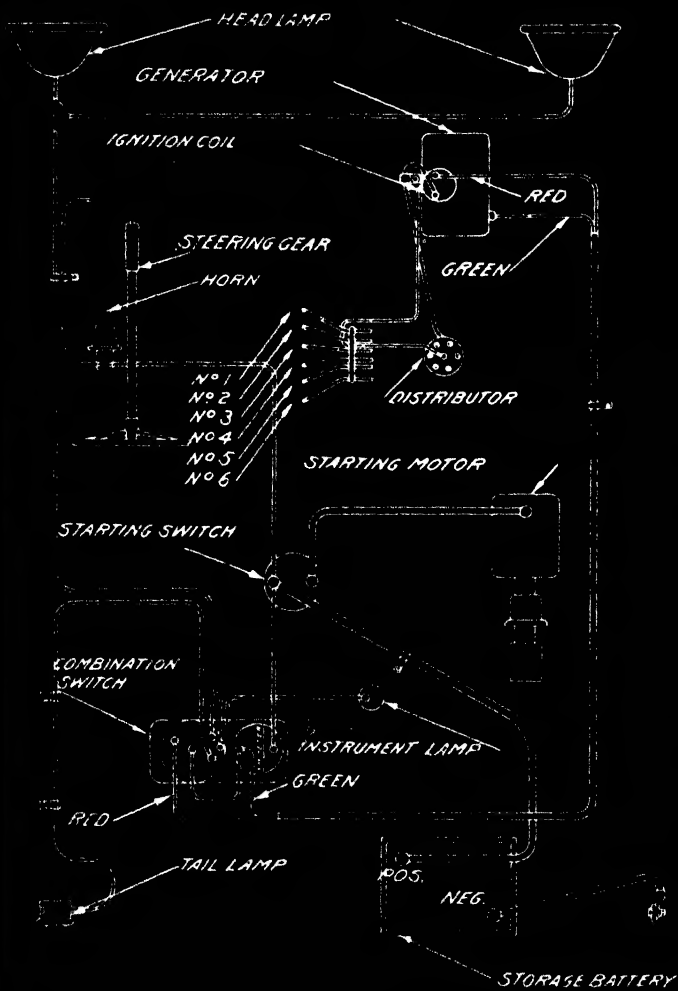 HEAD LAMP
GENERATOR
IGNITION COIL
RED
STEERING GEAR
GREEN
HORN
Nº 1
Nº 2
Nº 3
Nº 4
Nº 5
Nº 6
DISTRIBUTOR
STARTING MOTOR
STARTING SWITCH
COMBINATION
SWITCH
INSTRUMENT LAMP
GREEN
RED
TAIL LAMP
POS.
NEG.
STORAGE BATTERY